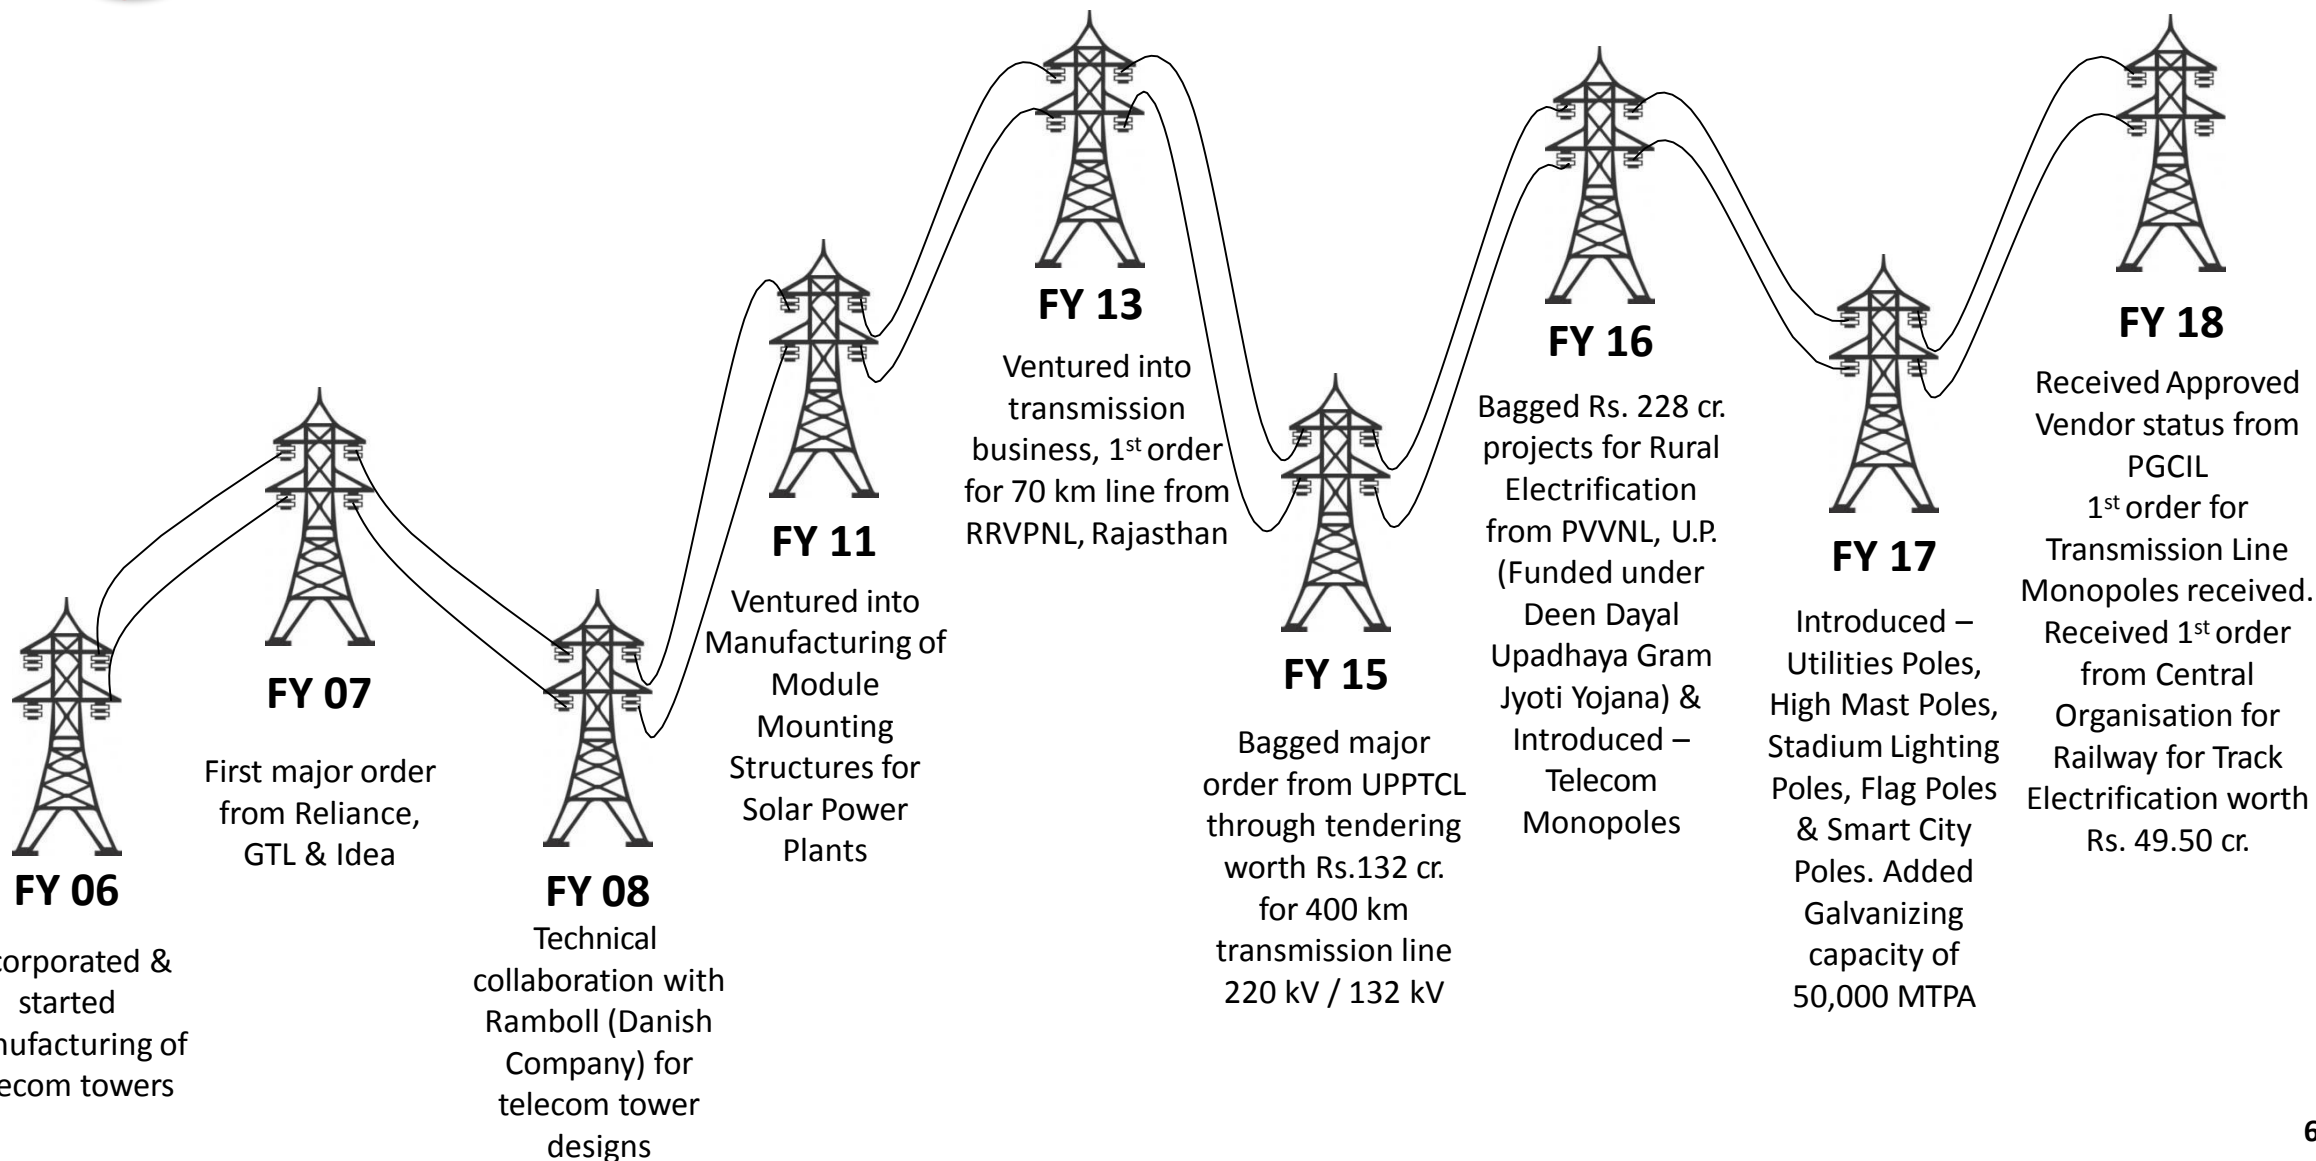 FY 06
corporated &
started
nufacturing of
ecom towers
FY 07
First major order
from Reliance,
GTL & Idea
FY 08
Technical
collaboration with
Ramboll (Danish
Company) for
telecom tower
designs
FY 11
Ventured into
Manufacturing of
Module
Mounting
Structures for
Solar Power
Plants
FY 13
Ventured into
transmission
business, 1st order
for 70 km line from
RRVPNL, Rajasthan
FY 15
Bagged major
order from UPPTCL
through tendering
worth Rs.132 cr.
for 400 km
transmission line
220 kV / 132 kV
FY 16
Bagged Rs. 228 cr.
projects for Rural
Electrification
from PVVNL, U.P.
(Funded under
Deen Dayal
Upadhaya Gram
Jyoti Yojana) &
Introduced –
Telecom
Monopoles
FY 17
Introduced –
Utilities Poles,
High Mast Poles,
Stadium Lighting
Poles, Flag Poles
& Smart City
Poles. Added
Galvanizing
capacity of
50,000 MTPA
FY 18
Received Approved
Vendor status from
PGCIL
1st order for
Transmission Line
Monopoles received.
Received 1st order
from Central
Organisation for
Railway for Track
Electrification worth
Rs. 49.50 cr.
6